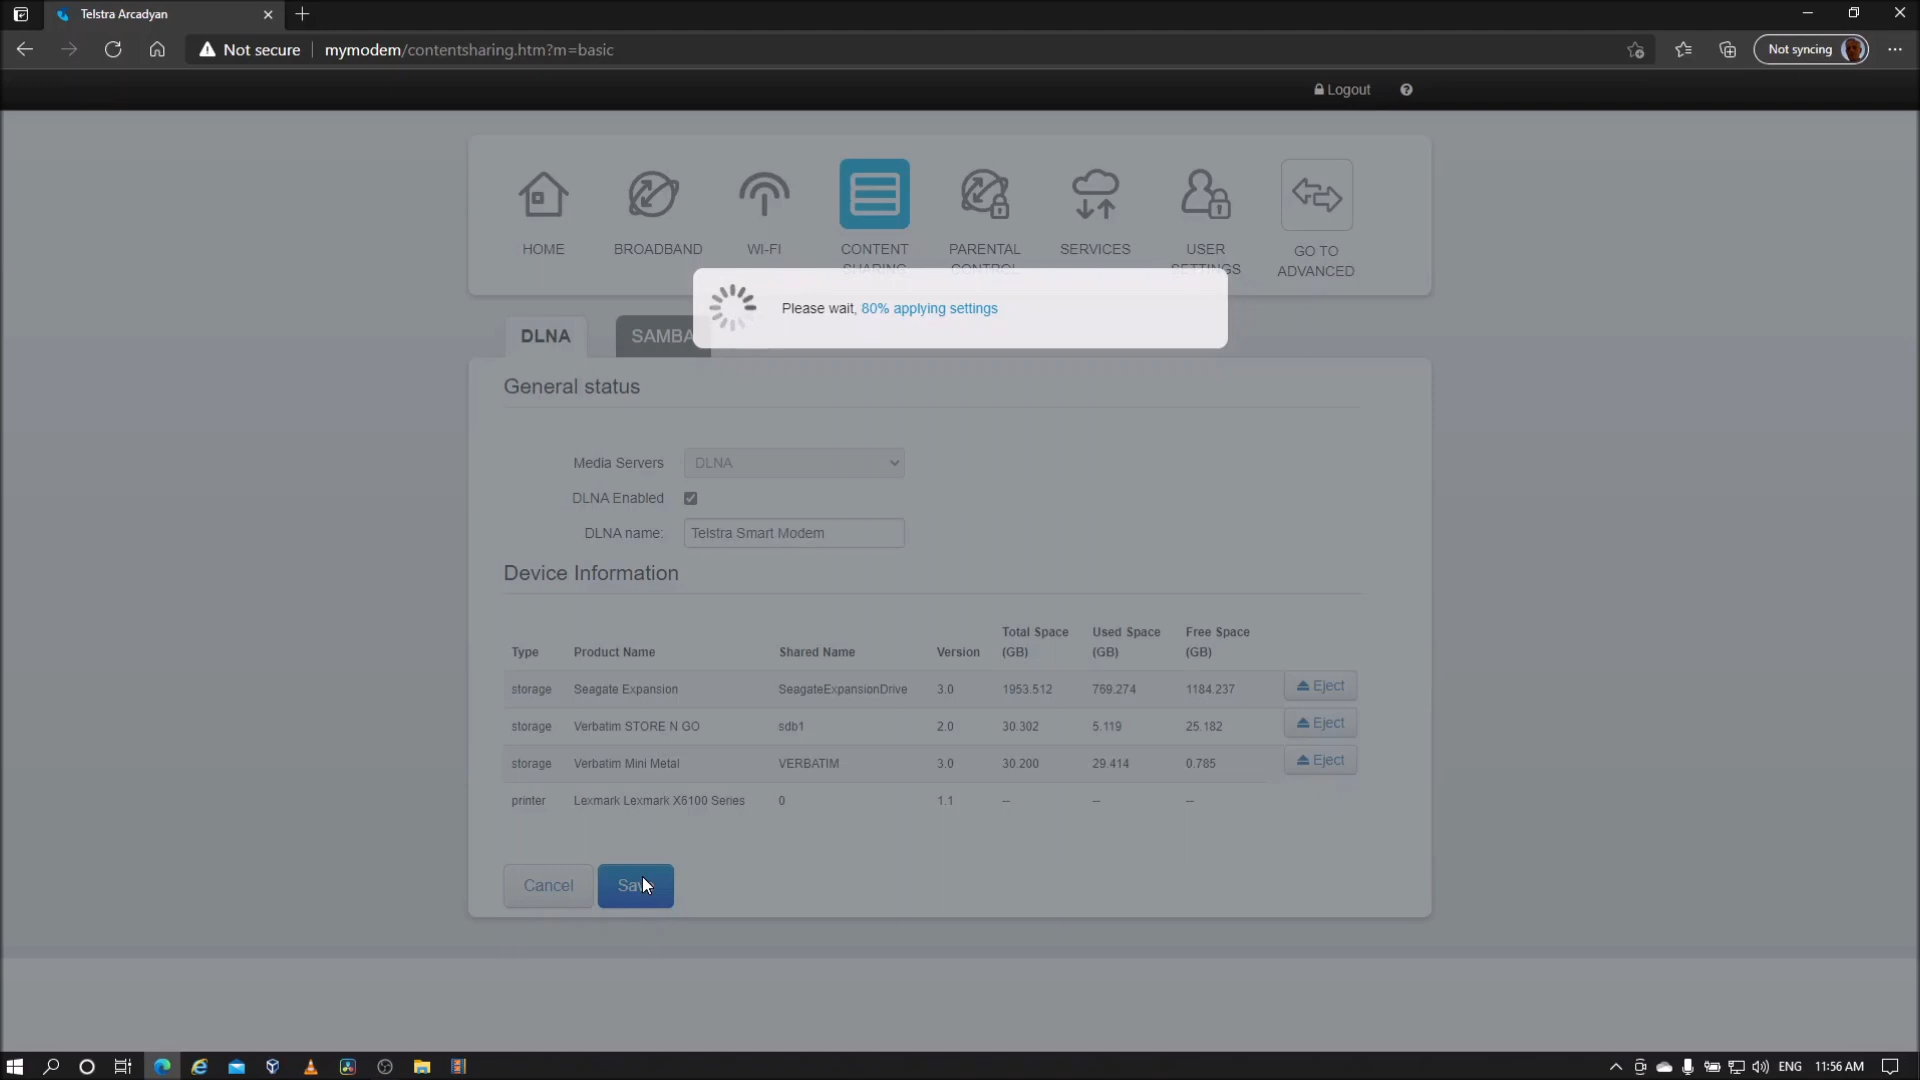 Telstra Arcadyan
Not secure mymodem/contentsharing.htm?m=basic
Not syncing
Logout
HOME
BROADBAND
WI-FI
CONTENT
SHARING
PARENTAL
CONTROL
SERVICES
USER
SETTINGS
GO TO
ADVANCED
Please wait, 80% applying settings
DLNA
SAMBA
General status
Media Servers DLNA
DLNA Enabled
DLNA name: Telstra Smart Modem
Device Information
Type Product Name Shared Name Version Total Space (GB) Used Space (GB) Free Space (GB)
storage Seagate Expansion SeagateExpansionDrive 3.0 1953.512 769.274 1184.237 Eject
storage Verbatim STORE N GO sdb1 2.0 30.302 5.119 25.182 Eject
storage Verbatim Mini Metal VERBATIM 3.0 30.200 29.414 0.785 Eject
printer Lexmark Lexmark X6100 Series 0 1.1 -- -- --
Cancel Save
ENG 11:56 AM